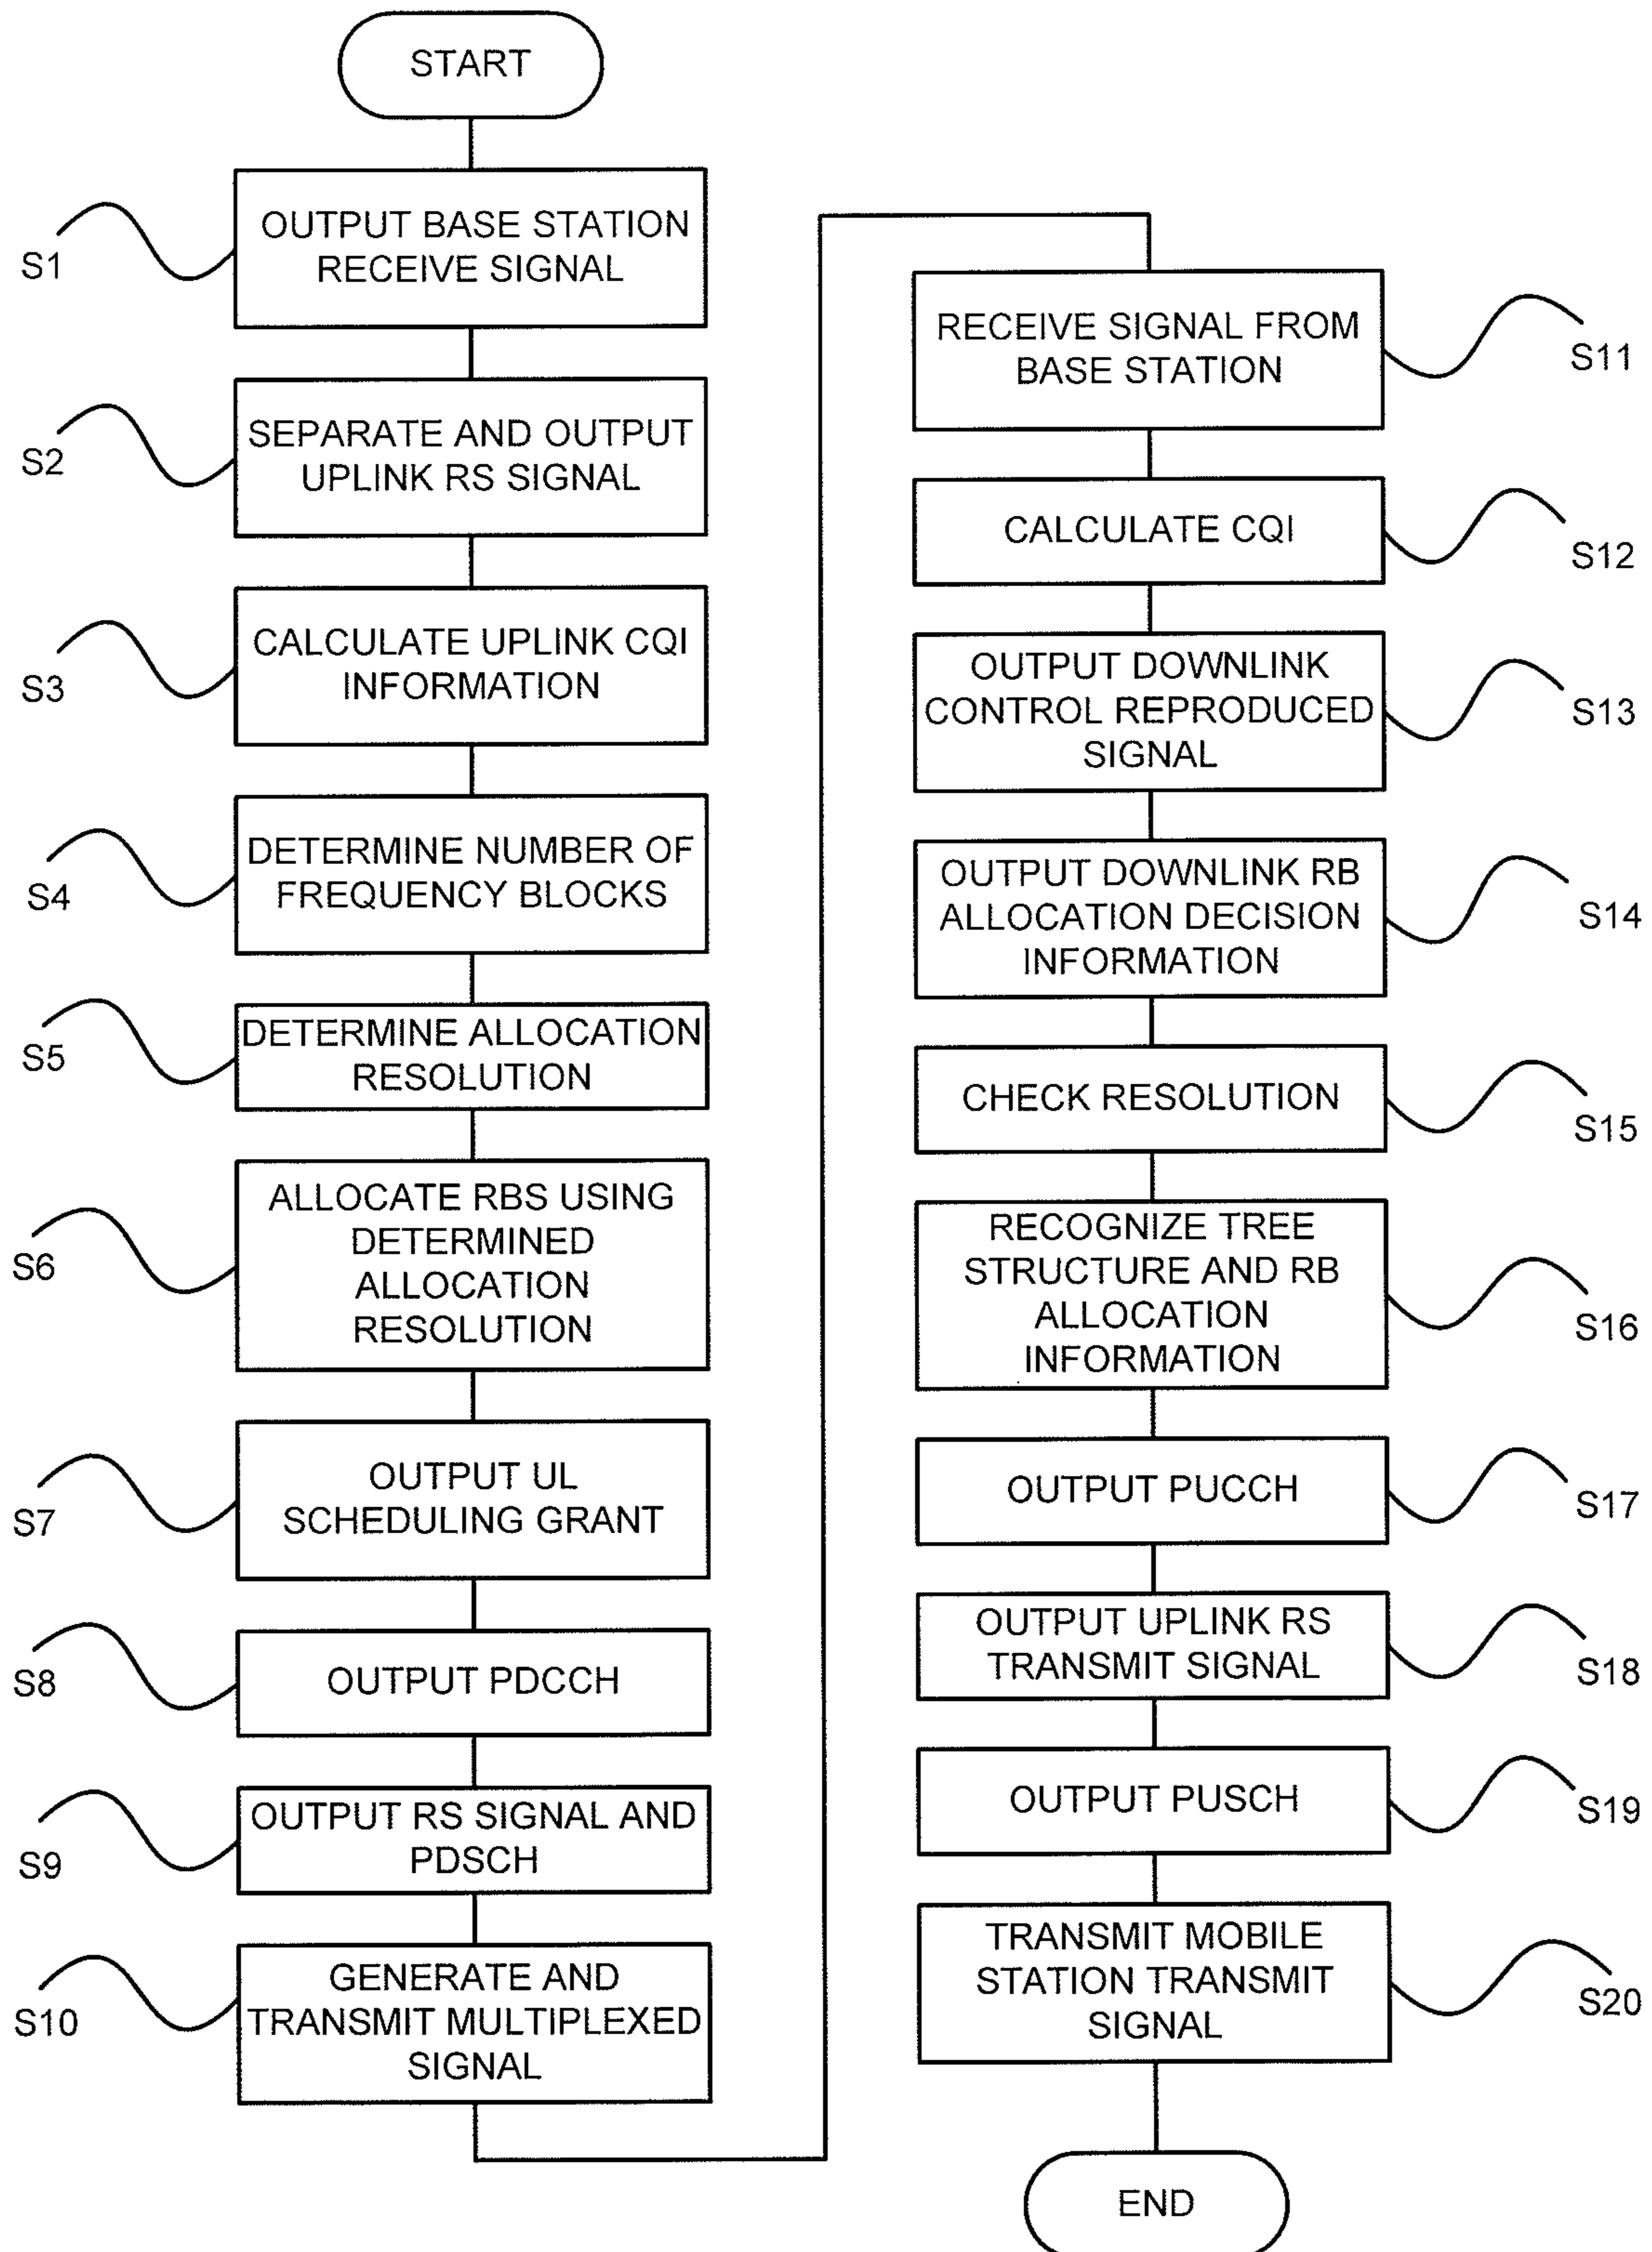 START
S1
OUTPUT BASE STATION
RECEIVE SIGNAL
S2
SEPARATE AND OUTPUT
UPLINK RS SIGNAL
S3
CALCULATE UPLINK CQI
INFORMATION
S4
DETERMINE NUMBER OF
FREQUENCY BLOCKS
S5
DETERMINE ALLOCATION
RESOLUTION
S6
ALLOCATE RBS USING
DETERMINED
ALLOCATION
RESOLUTION
S7
OUTPUT UL
SCHEDULING GRANT
S8
OUTPUT PDCCH
S9
OUTPUT RS SIGNAL AND
PDSCH
S10
GENERATE AND
TRANSMIT MULTIPLEXED
SIGNAL
RECEIVE SIGNAL FROM
BASE STATION
S11
CALCULATE CQI
S12
OUTPUT DOWNLINK
CONTROL REPRODUCED
SIGNAL
S13
OUTPUT DOWNLINK RB
ALLOCATION DECISION
INFORMATION
S14
CHECK RESOLUTION
S15
RECOGNIZE TREE
STRUCTURE AND RB
ALLOCATION
INFORMATION
S16
OUTPUT PUCCH
S17
OUTPUT UPLINK RS
TRANSMIT SIGNAL
S18
OUTPUT PUSCH
S19
TRANSMIT MOBILE
STATION TRANSMIT
SIGNAL
S20
END